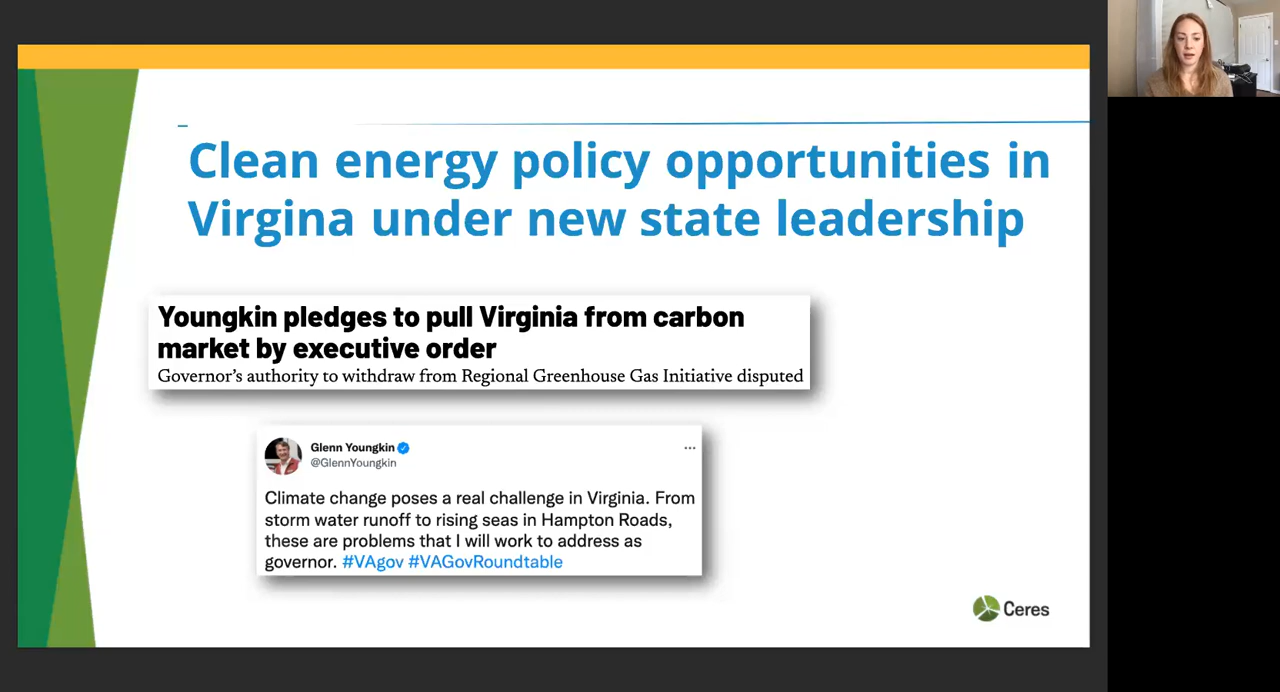 Clean energy policy opportunities in
Virgina under new state leadership
Youngkin pledges to pull Virginia from carbon
market by executive order
Governor's authority to withdraw from Regional Greenhouse Gas Initiative disputed
Glenn Youngkin
@GlennYoungkin
Climate change poses a real challenge in Virginia. From
storm water runoff to rising seas in Hampton Roads,
these are problems that I will work to address as
governor. #VAgov #VAGovRoundtable
Ceres